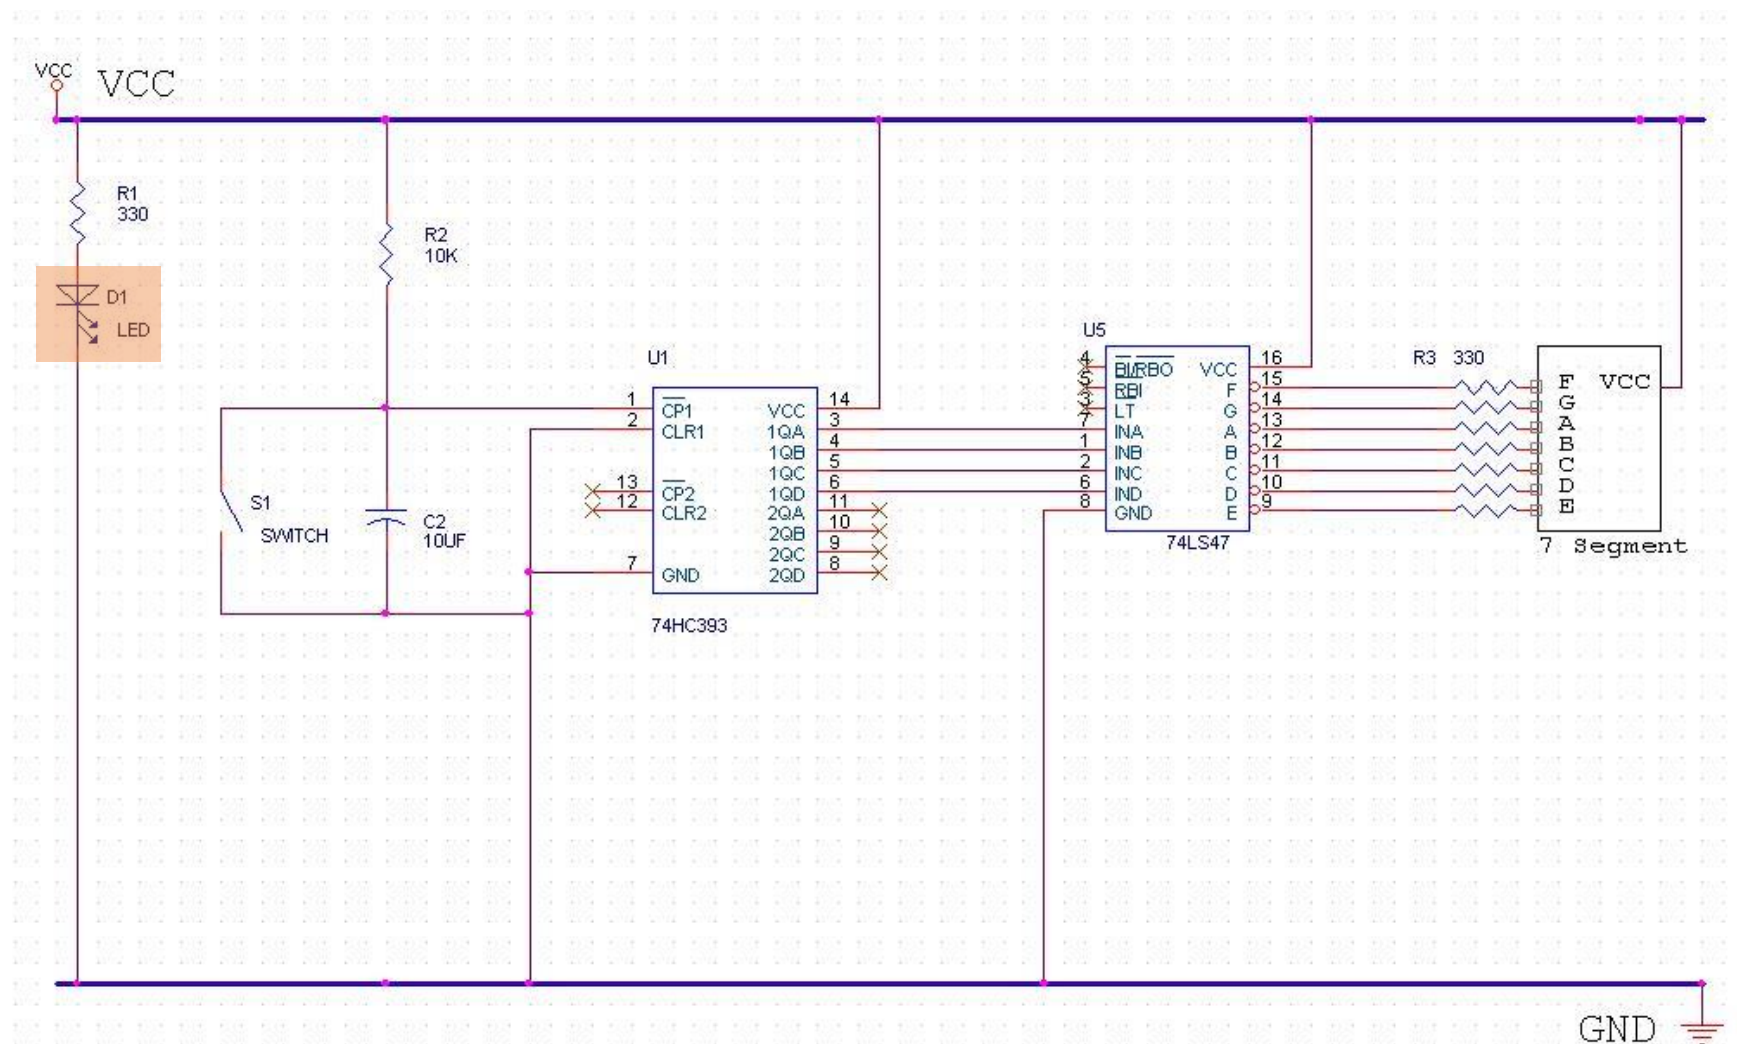 VCC
VCC
R1
330
R2
10K
D1
LED
S1
SWITCH
C2
10UF
U1
1
CP1
2
CLR1
13
CP2
12
CLR2
7
GND
VCC
14
1QA
3
1QB
4
1QC
5
1QD
6
2QA
11
2QB
10
2QC
9
2QD
8
74HC393
U5
4
BI/RBO
5
RBI
3
LT
7
INA
1
INB
2
INC
6
IND
8
GND
VCC
16
F
15
G
14
A
13
B
12
C
11
D
10
E
9
74LS47
R3 330
F VCC
G
A
B
C
D
E
7 Segment
GND